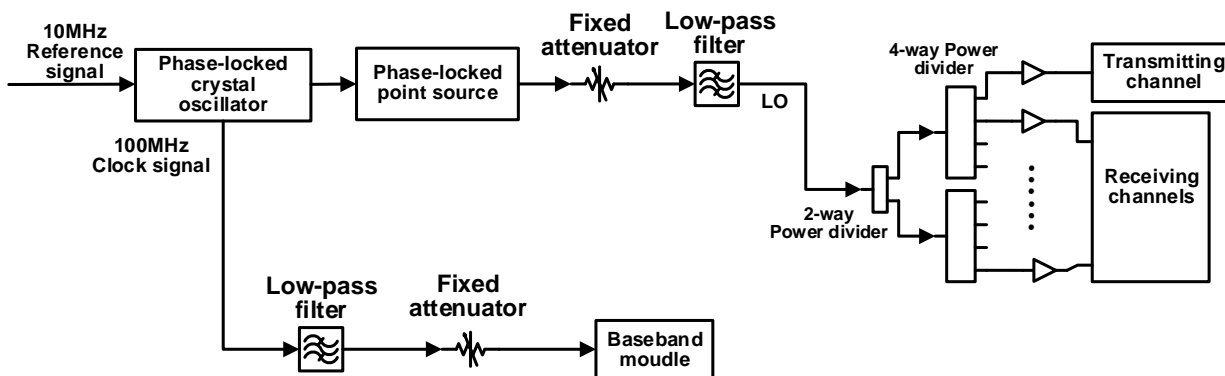 10MHz
Reference
signal
Phase-locked
crystal
oscillator
Phase-locked
point source
Fixed
attenuator
Low-pass
filter
LO
4-way Power
divider
Transmitting
channel
Receiving
channels
2-way
Power divider
100MHz
Clock signal
Low-pass
filter
Fixed
attenuator
Baseband
moudle